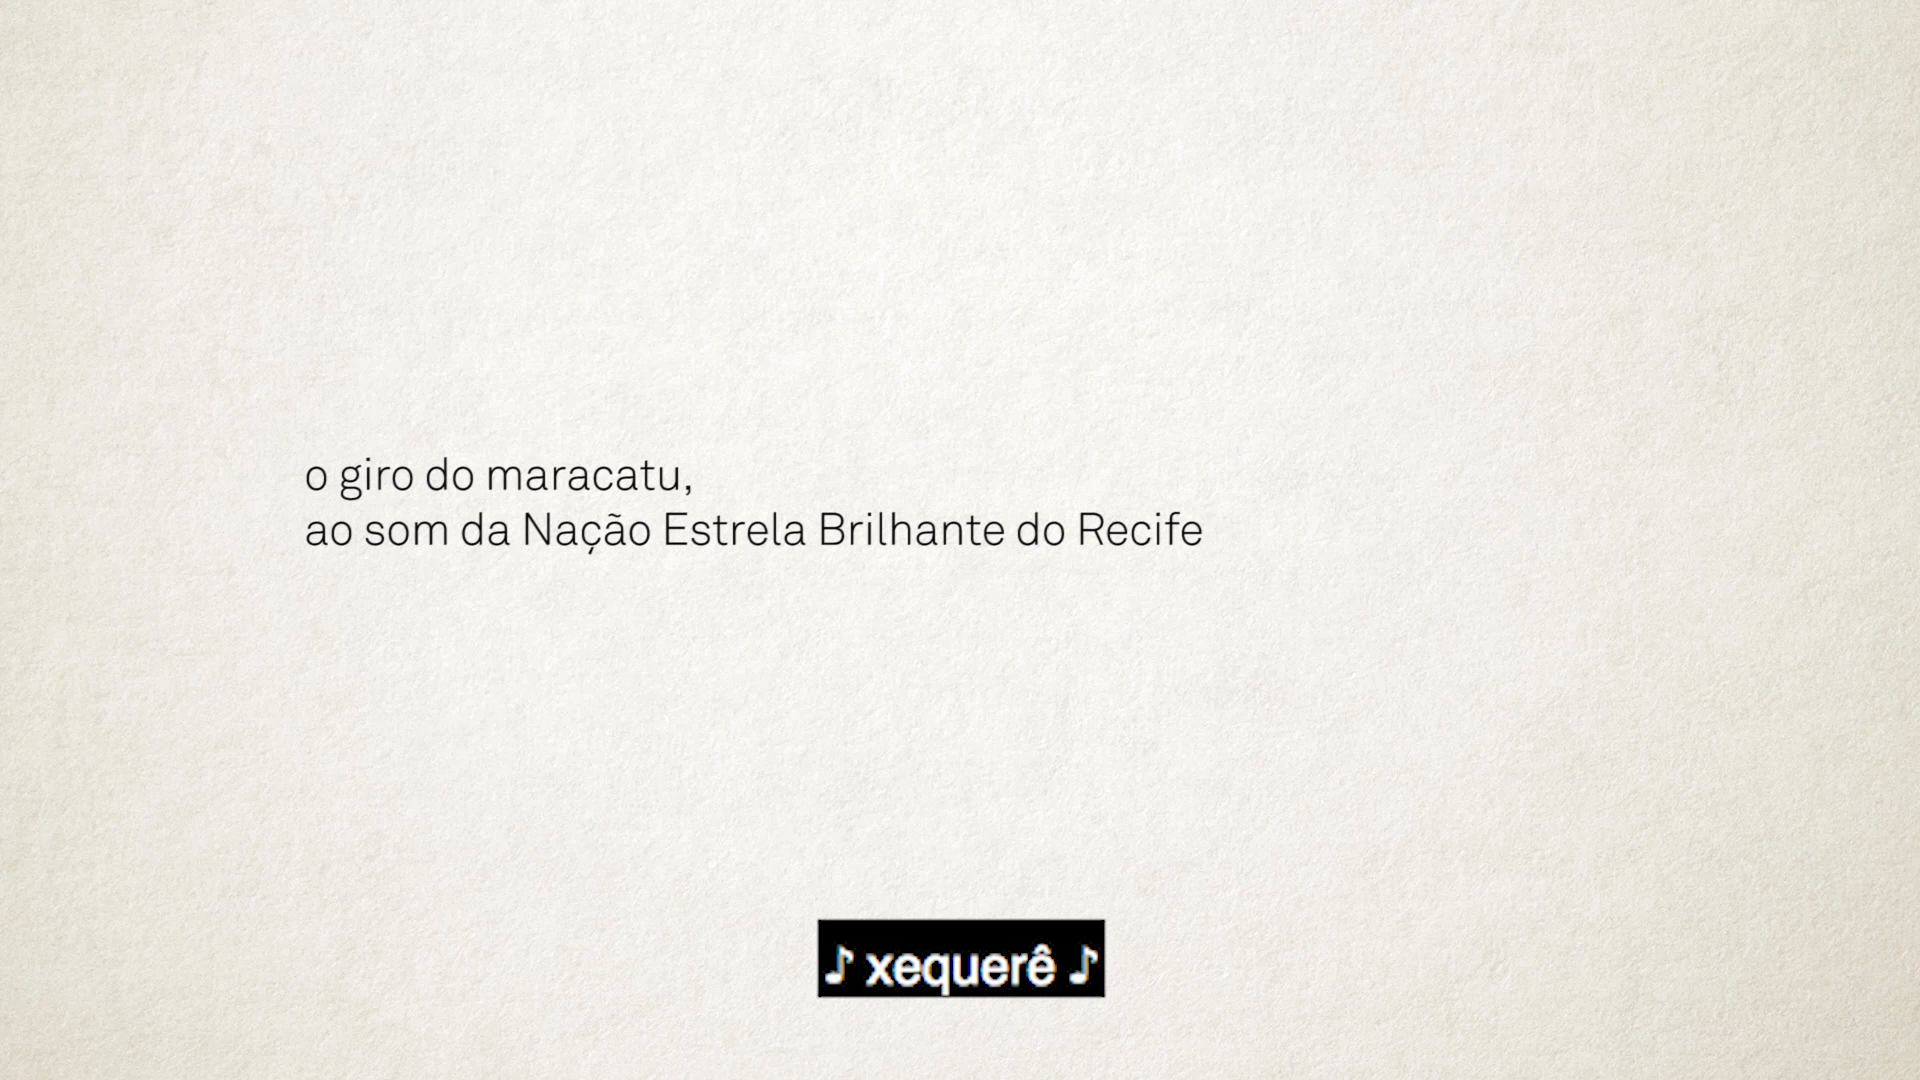 o giro do maracatu,
ao som da Nação Estrela Brilhante do Recife
♪ xequerê ♪